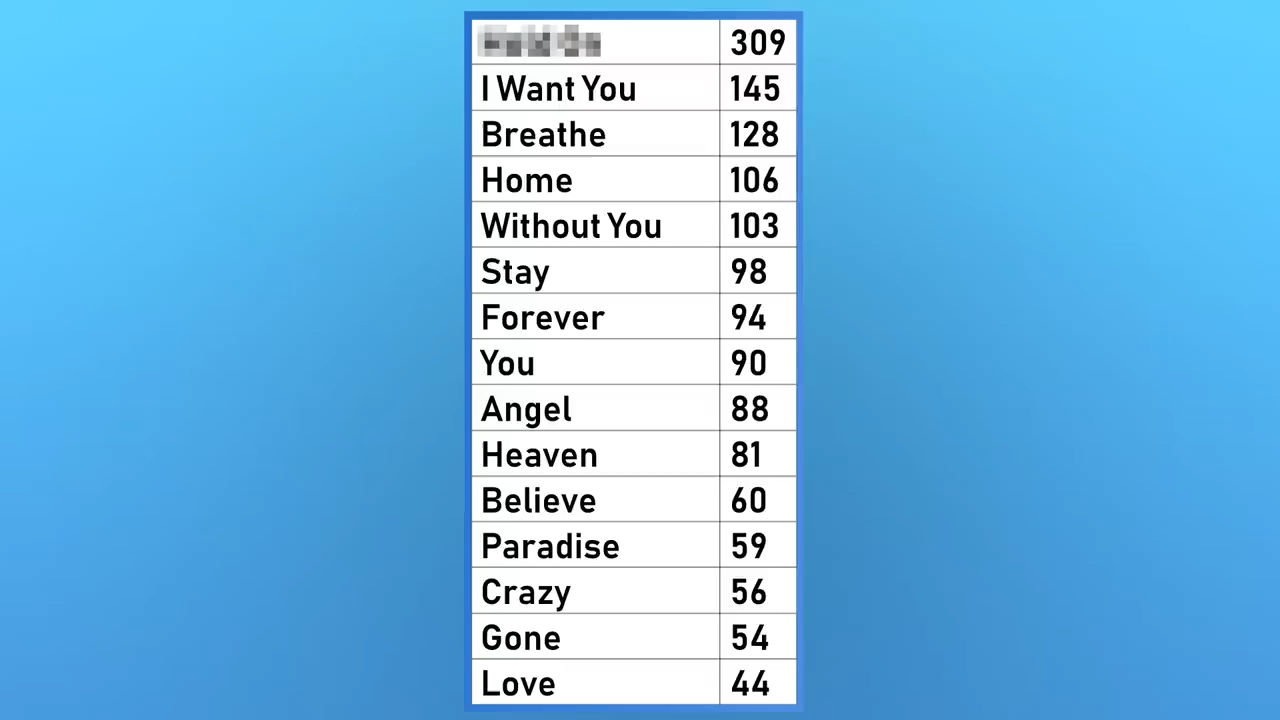 309
I Want You 145
Breathe 128
Home 106
Without You 103
Stay 98
Forever 94
You 90
Angel 88
Heaven 81
Believe 60
Paradise 59
Crazy 56
Gone 54
Love 44